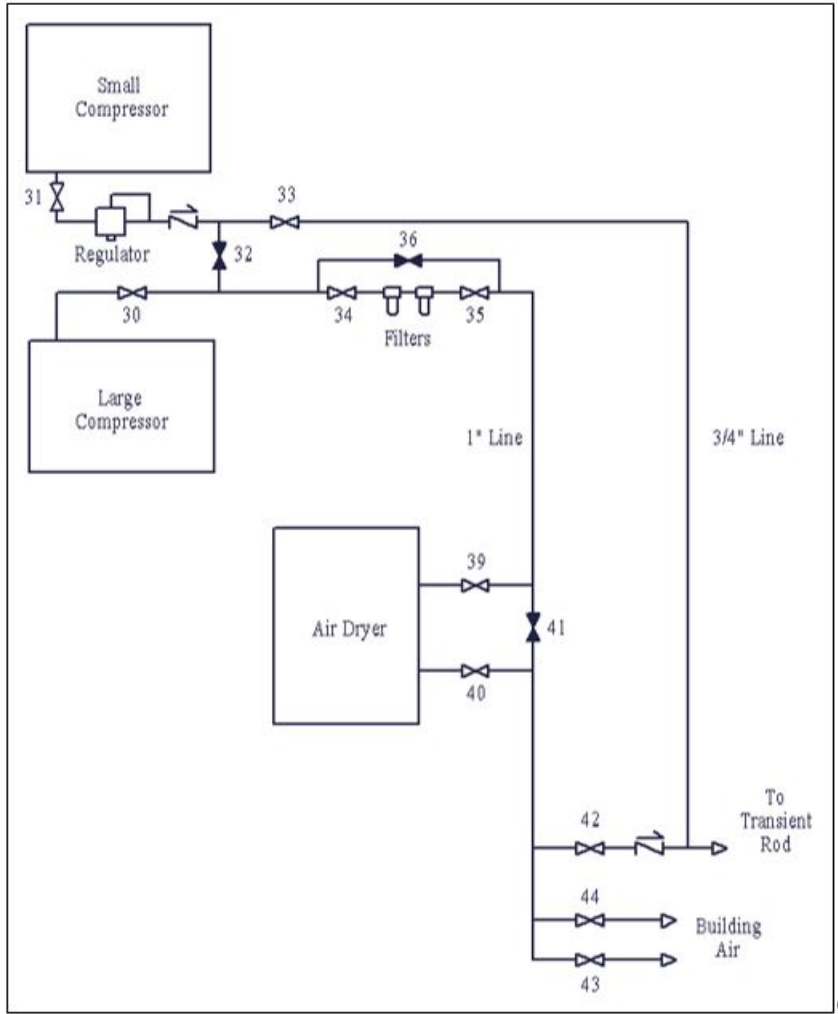 Small
Compressor
31
33
Regulator
32
36
30
34
35
Filters
Large
Compressor
1" Line
3/4" Line
39
Air Dryer
41
40
42
To
Transient
Rod
44
Building
Air
43